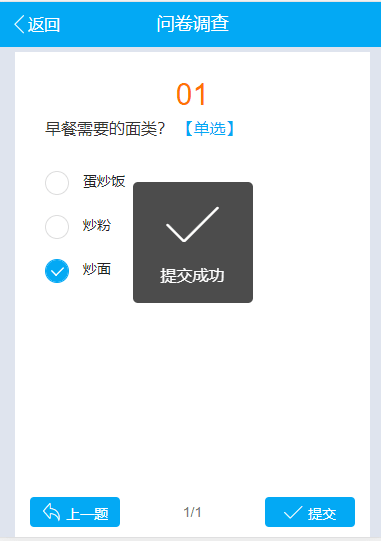 返回
问卷调查
01
早餐需要的面类？【单选】
蛋炒饭
炒粉
炒面
提交成功
上一题
1/1
提交